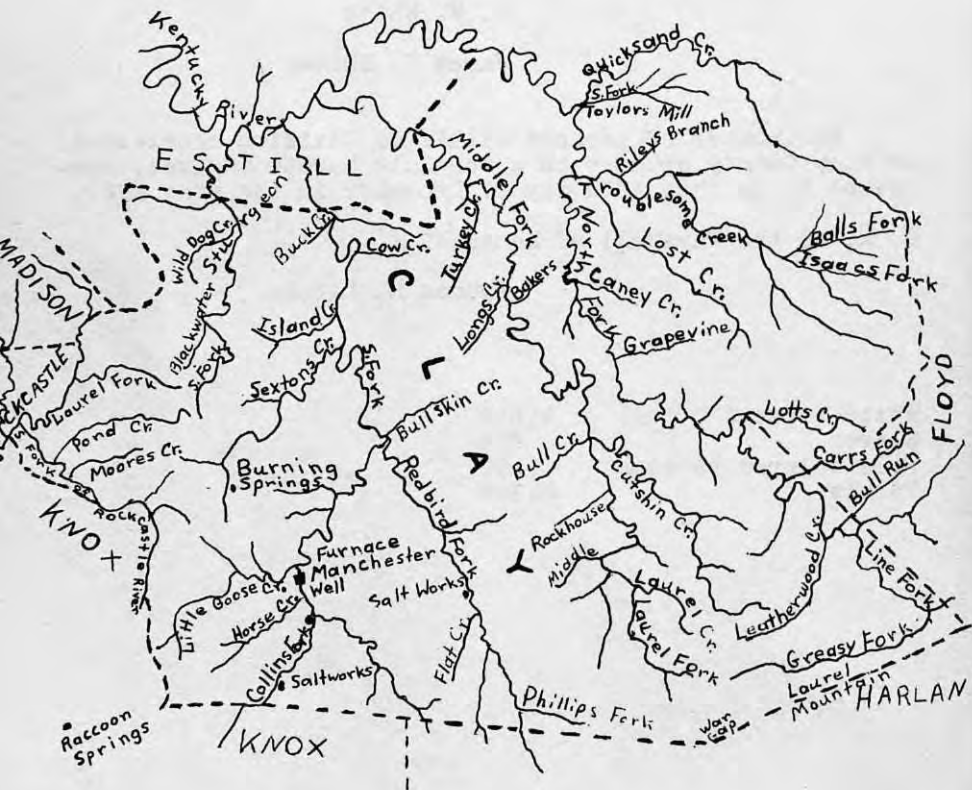 Kentucky
River
ESTILL
Quicksand Cr.
S. Fork
Taylors Mill
Rileys Branch
Middle Fork
Troublesome Creek
Balls Fork
Isaacs Fork
Lost Cr.
North Fork
Caney Cr.
Grapevine
Turkey Cr.
Longs Cr.
Bakers
Sturgeon
Wild Dog Cr.
Buck Cr.
Cow Cr.
Blackwater
S. Fork
Island Cr.
Sextons Cr.
S. Fork
MADISON
CKCASTLE
Laurel Fork
Pond Cr.
Moores Cr.
Fork of Rockcastle River
KNO+
Burning
Springs
Bullskin Cr.
Redbird Fork
CLAY
Bull Cr.
Cutshin Cr.
Rockhouse
Middle
Lotts Cr.
Carrs Fork
Bull Run
FLOYD
Line Fork
Leatherwood Cr.
Laurel Cr.
Laurel Fork
Greasy Fork
Laurel
Mountain
HARLAN
War
Gap
Furnace
Manchester
Well
Little Goose Cr.
Horse Cr.
Collins Fork
Saltworks
Salt Works
Flat Cr.
Phillips Fork
Raccoon
Springs
KNOX